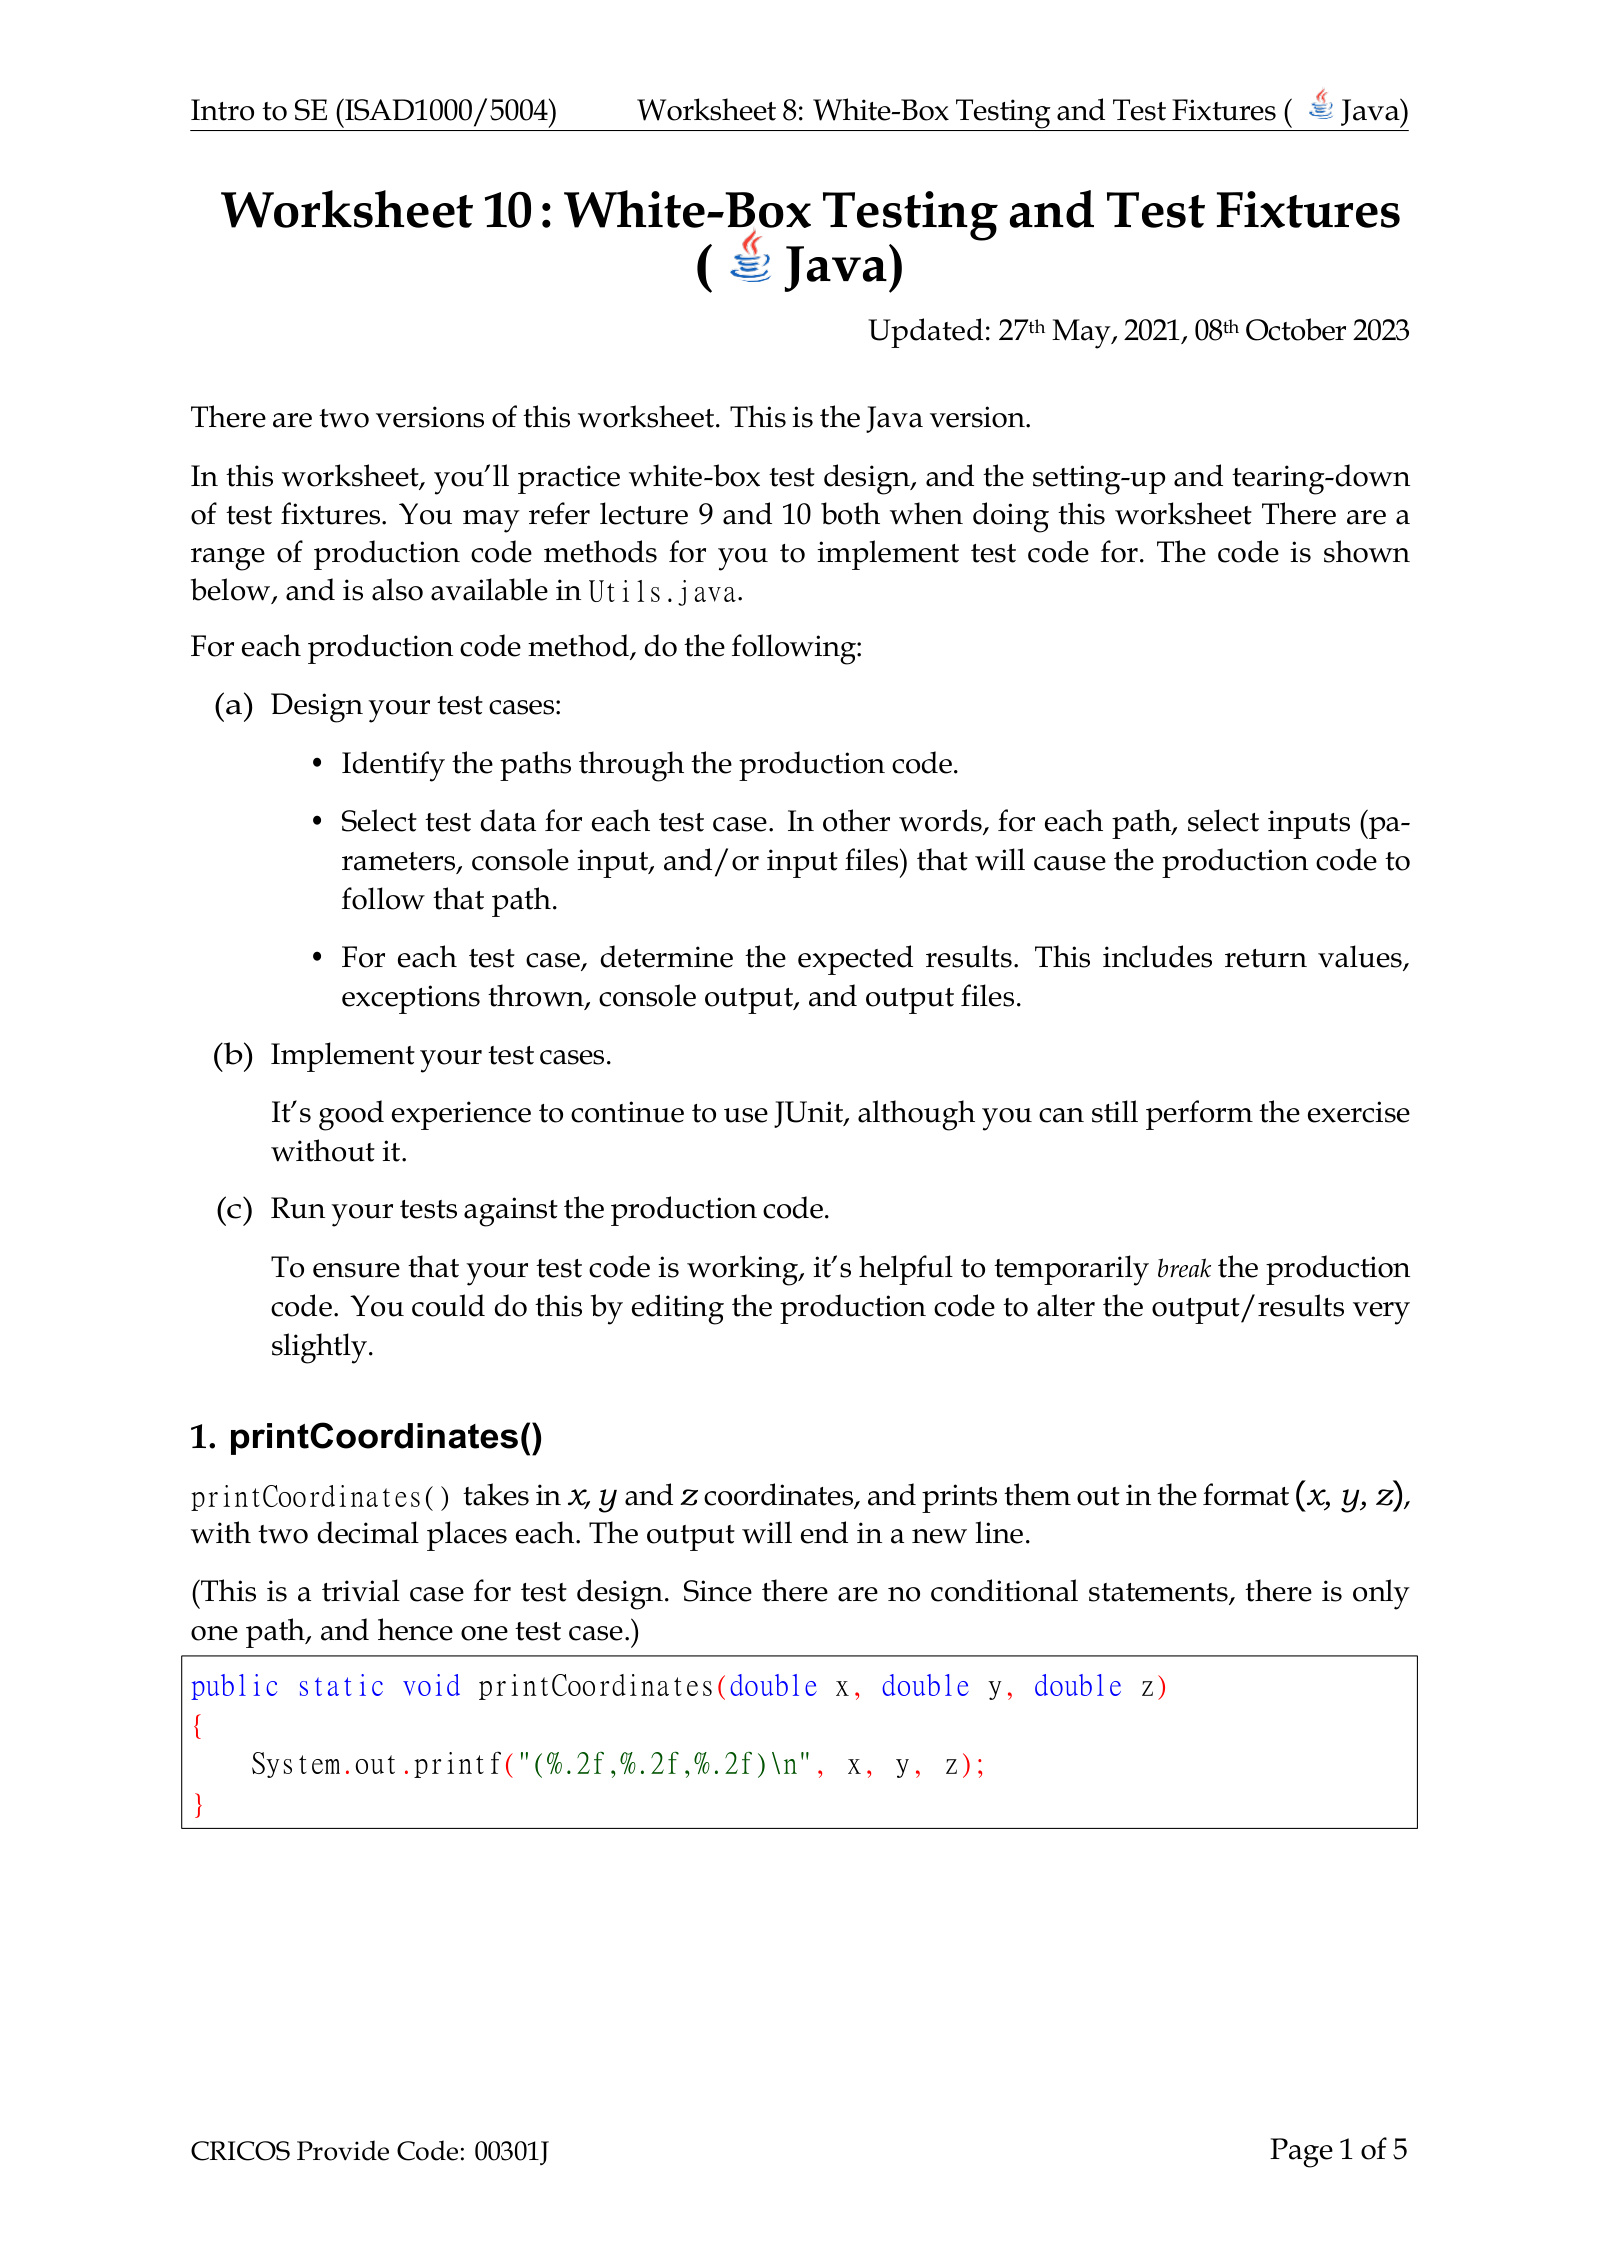 Intro to SE (ISAD1000/5004) Worksheet 8: White-Box Testing and Test Fixtures ( Java)
Worksheet 10 : White-Box Testing and Test Fixtures
( Java)
Updated: 27th May, 2021, 08th October 2023
There are two versions of this worksheet. This is the Java version.
In this worksheet, you’ll practice white-box test design, and the setting-up and tearing-down
of test fixtures. You may refer lecture 9 and 10 both when doing this worksheet There are a
range of production code methods for you to implement test code for. The code is shown
below, and is also available in Utils.java.
For each production code method, do the following:
(a) Design your test cases:
• Identify the paths through the production code.
• Select test data for each test case. In other words, for each path, select inputs (pa-
rameters, console input, and/or input files) that will cause the production code to
follow that path.
• For each test case, determine the expected results. This includes return values,
exceptions thrown, console output, and output files.
(b) Implement your test cases.
It’s good experience to continue to use JUnit, although you can still perform the exercise
without it.
(c) Run your tests against the production code.
To ensure that your test code is working, it’s helpful to temporarily break the production
code. You could do this by editing the production code to alter the output/results very
slightly.
1. printCoordinates()
printCoordinates() takes in x, y and z coordinates, and prints them out in the format (x, y, z),
with two decimal places each. The output will end in a new line.
(This is a trivial case for test design. Since there are no conditional statements, there is only
one path, and hence one test case.)
public static void printCoordinates(double x, double y, double z)
{
System.out.printf("(%.2f,%.2f,%.2f)\n", x, y, z);
}
CRICOS Provide Code: 00301J Page 1 of 5